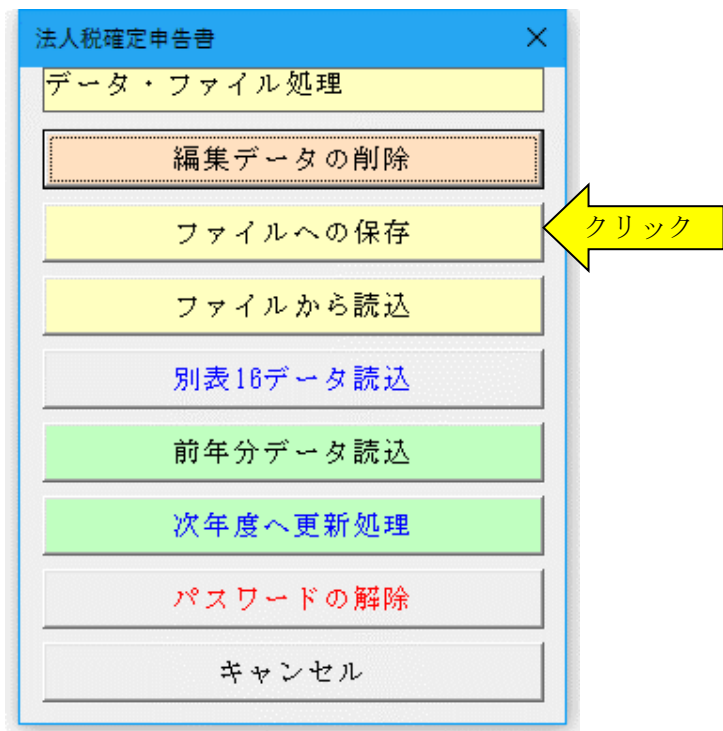 法人税確定申告書
データ・ファイル処理
編集データの削除
ファイルへの保存
クリック
ファイルから読込
別表16データ読込
前年分データ読込
次年度へ更新処理
パスワードの解除
キャンセル